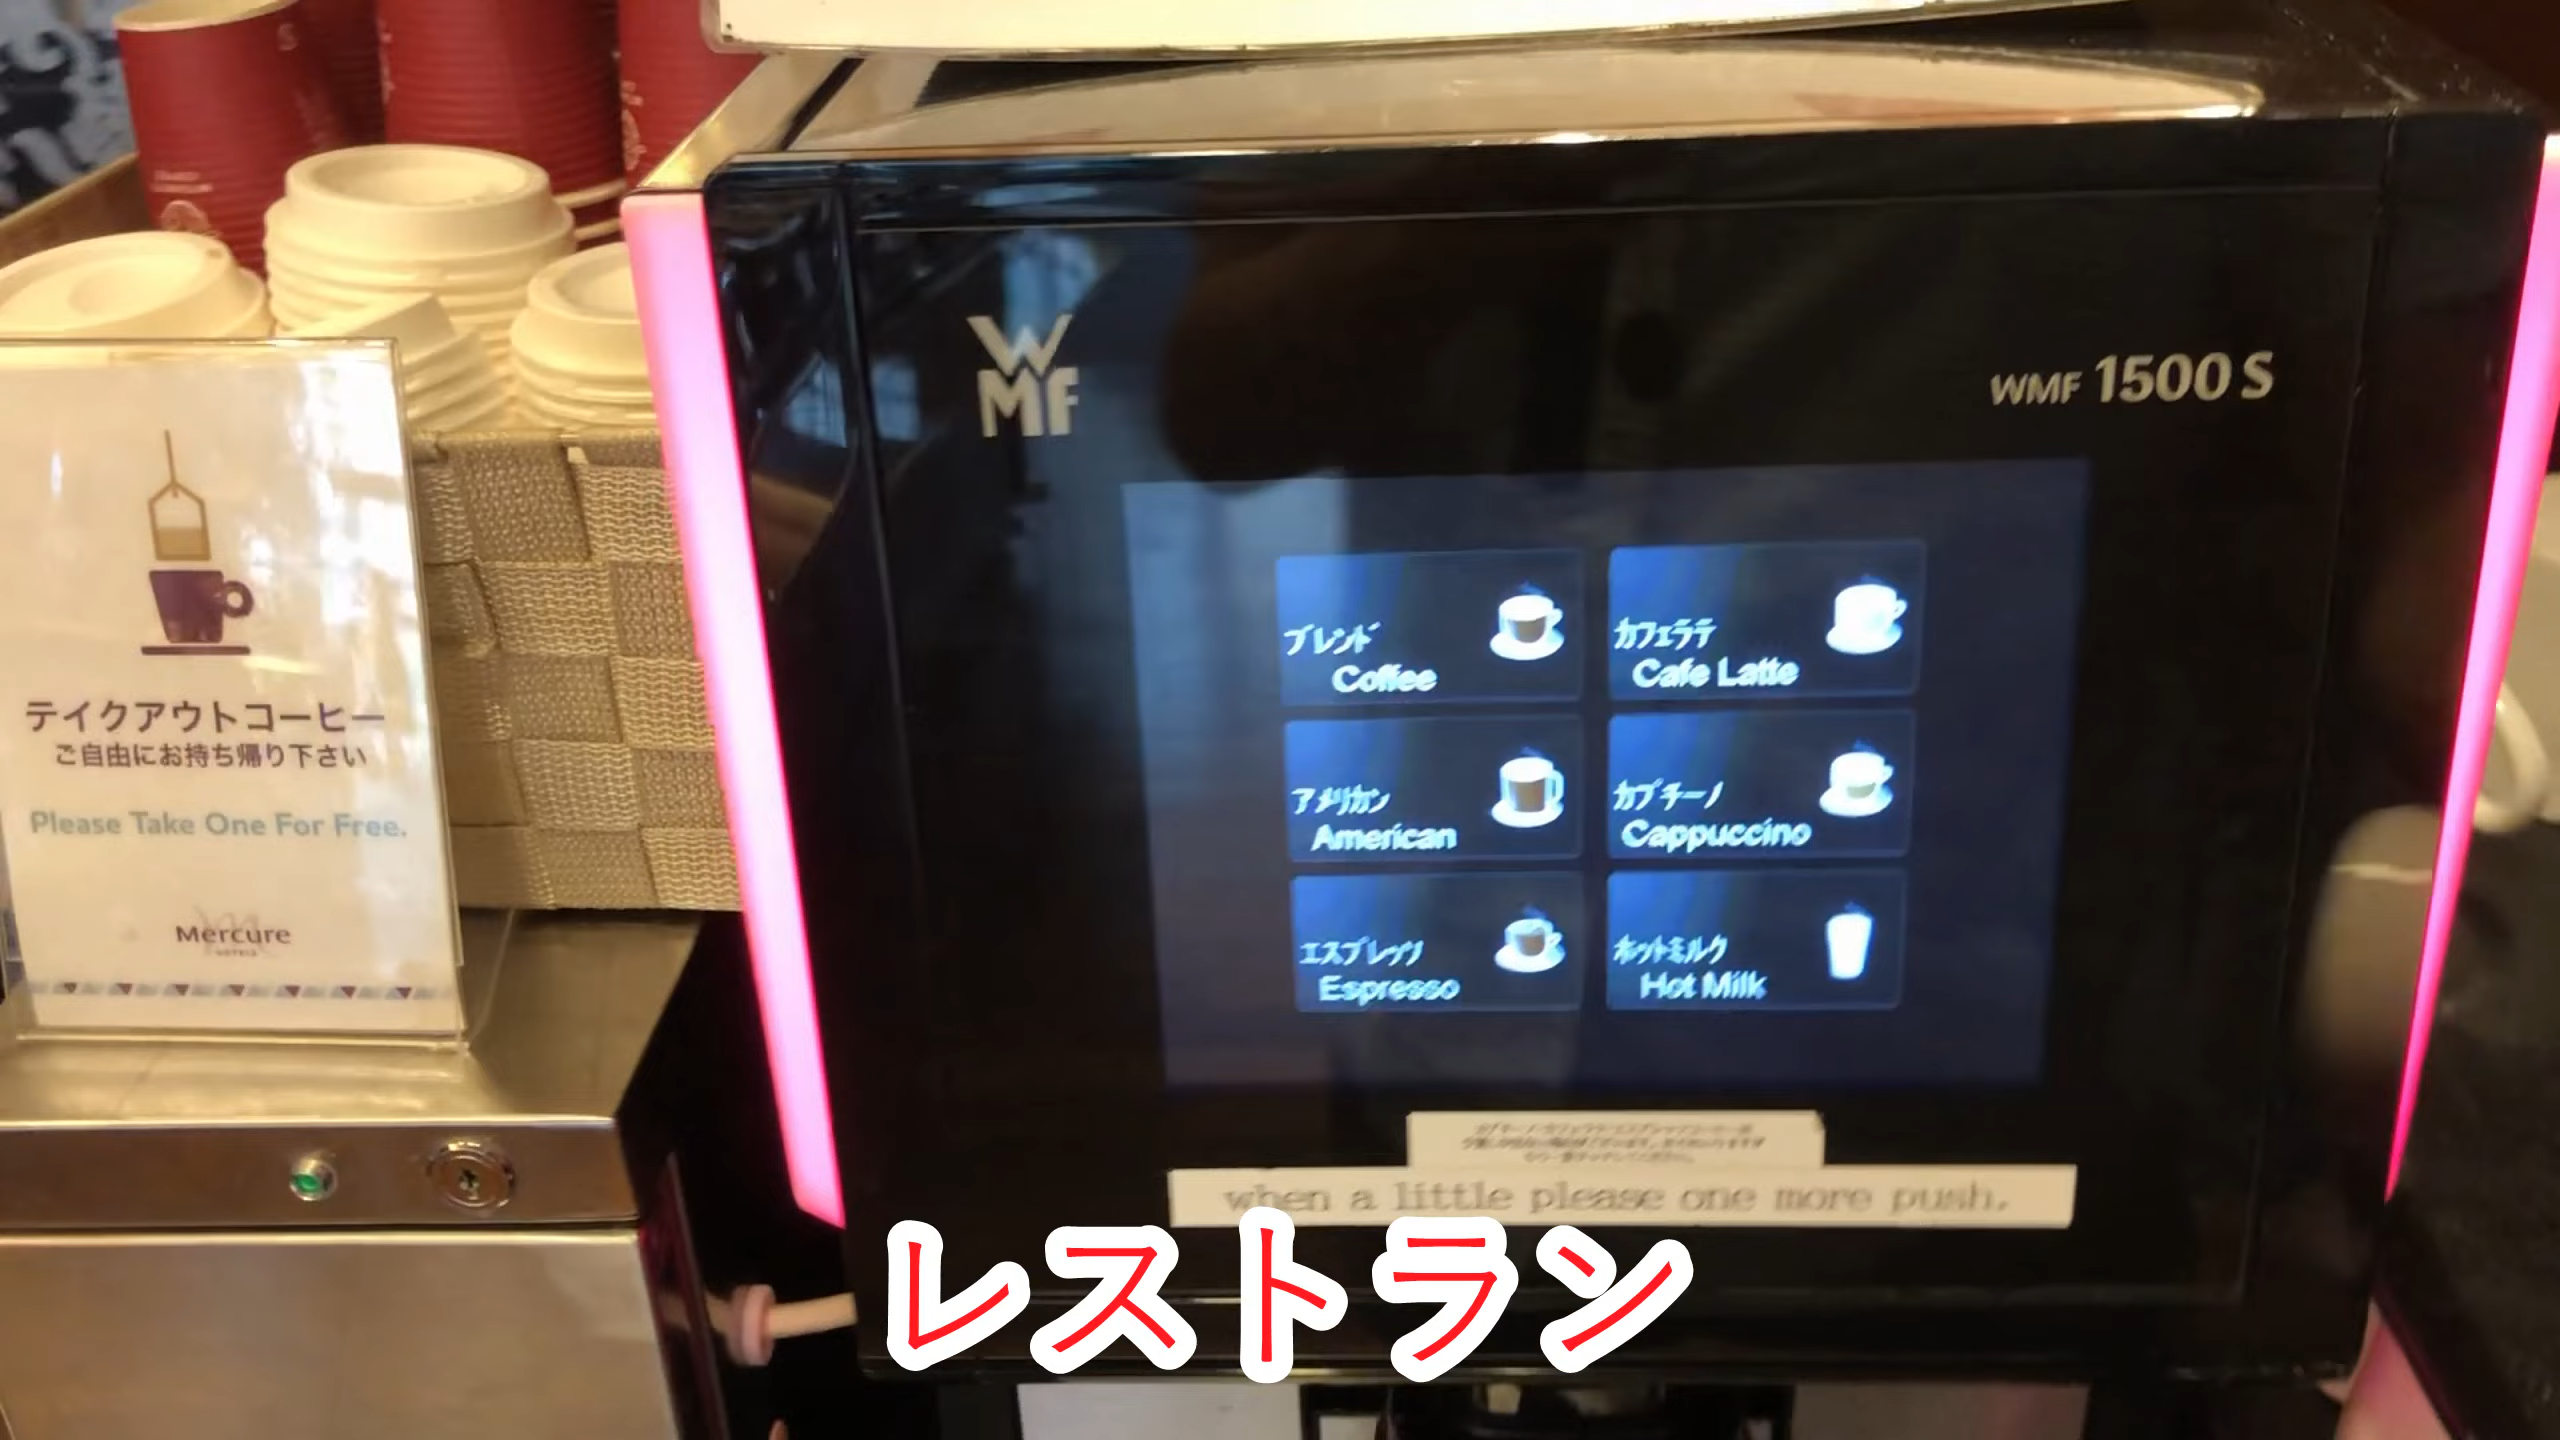 WMF
WMF 1500 S
テイクアウトコーヒー
ご自由にお持ち帰り下さい
Please Take One For Free.
Mercure
HOTELS
ブレンド
Coffee
カフェラテ
Cafe Latte
アメリカン
American
カプチーノ
Cappuccino
エスプレッソ
Espresso
ホットミルク
Hot Milk
when a little please one more push.
レストラン